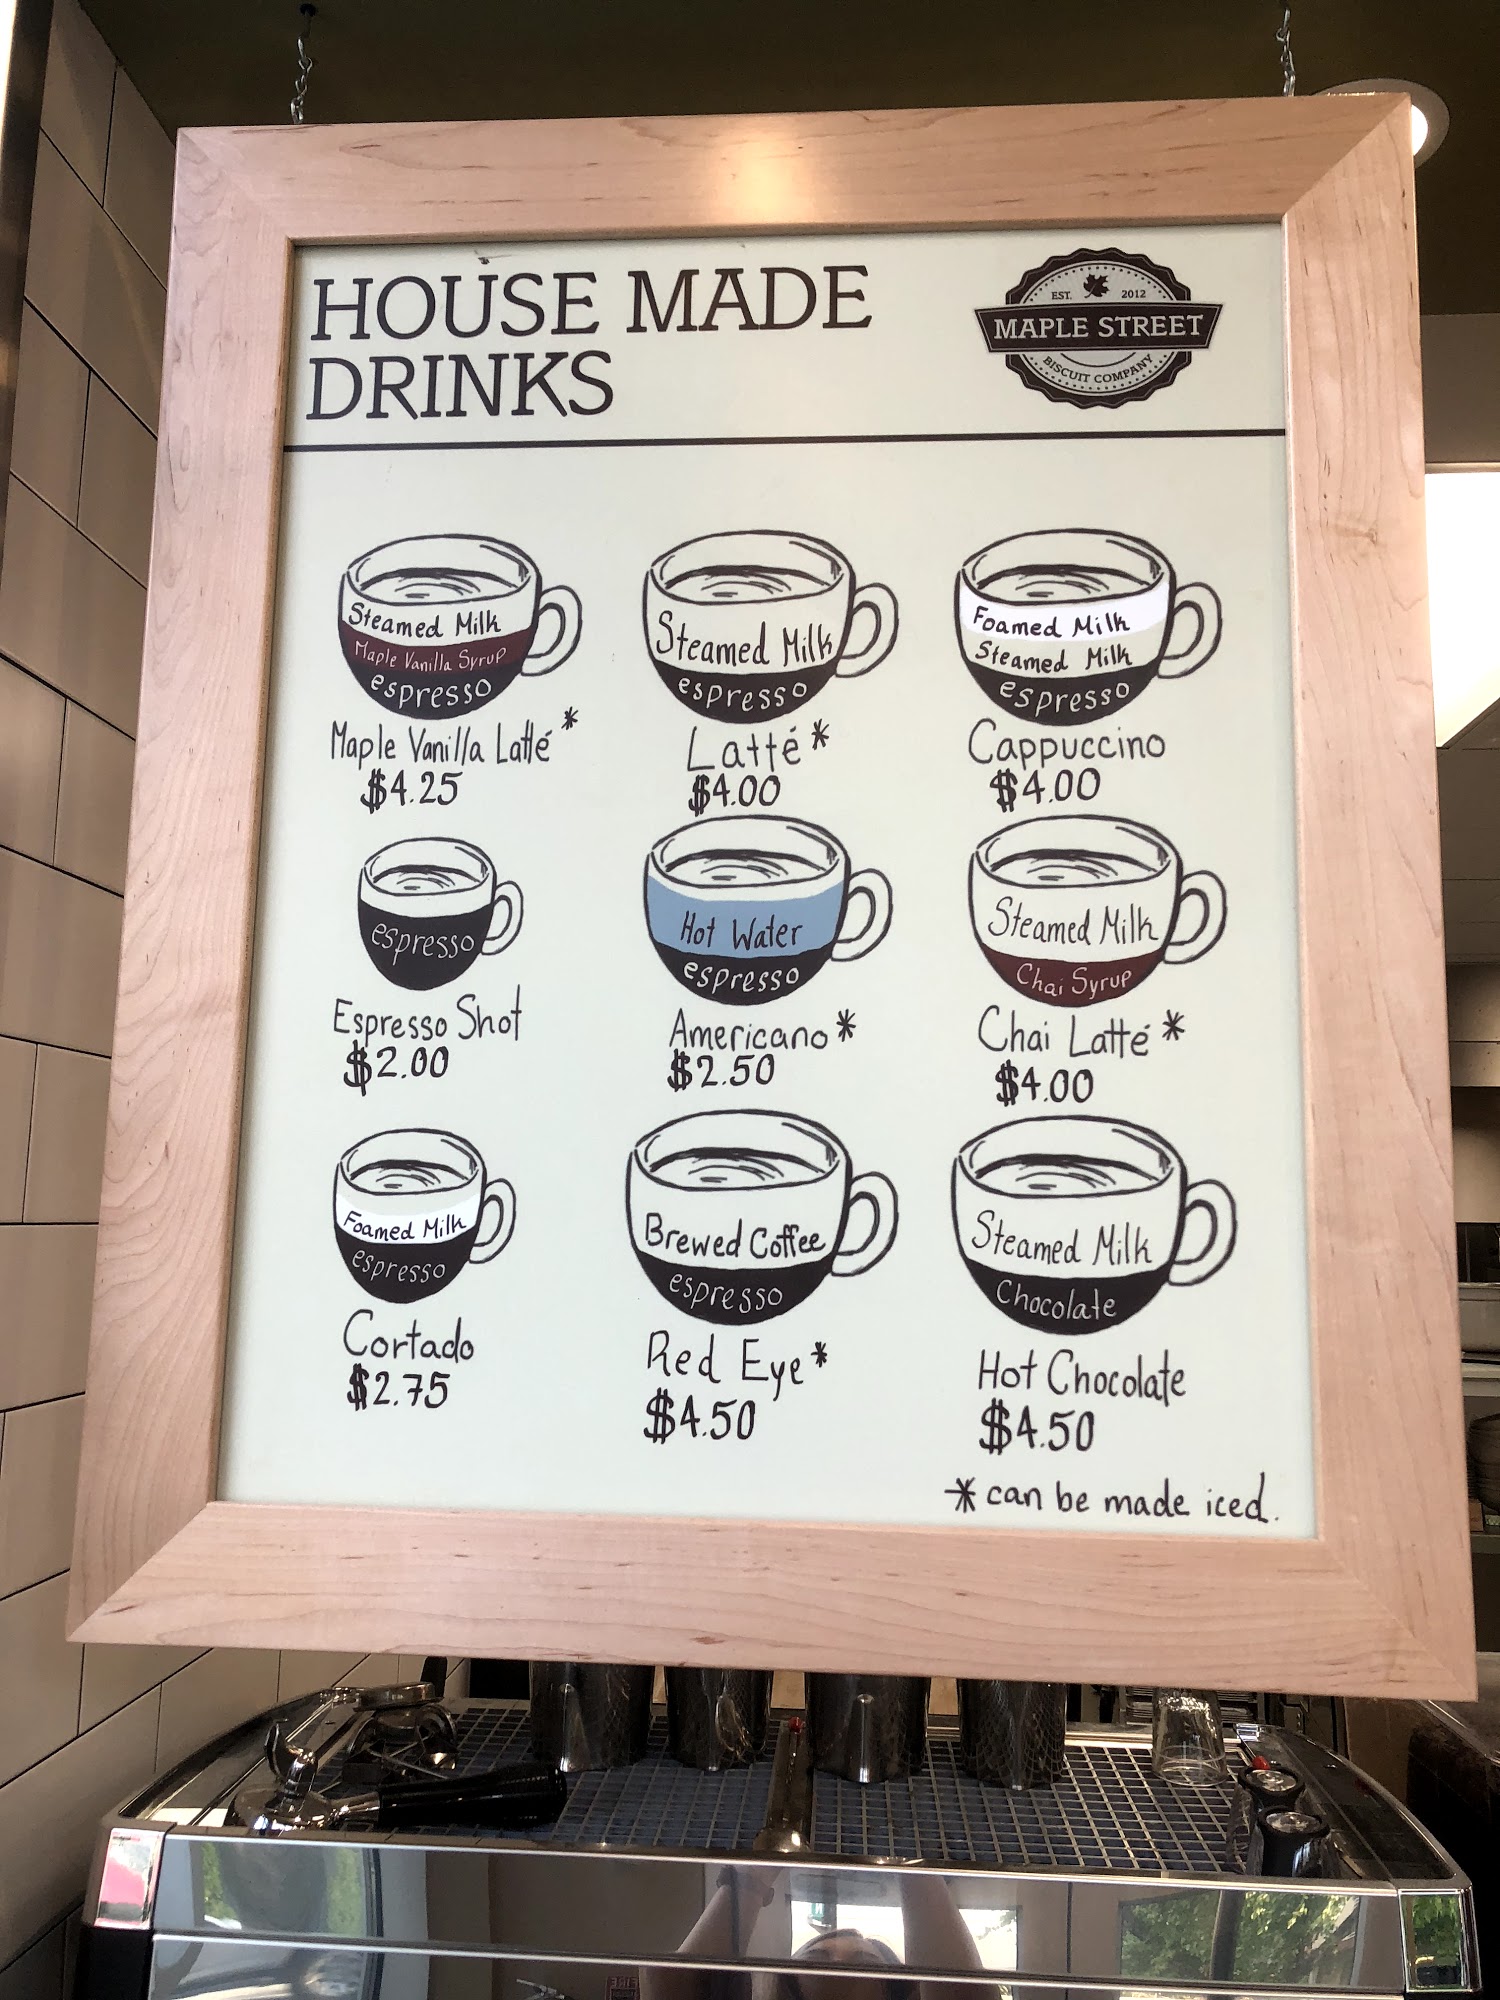 HOUSE MADE
DRINKS
EST. 2012
MAPLE STREET
BISCUIT COMPANY
Steamed Milk
Maple Vanilla Syrup
espresso
Maple Vanilla Latté*
$4.25
Steamed Milk
espresso
Latté*
$4.00
Foamed Milk
Steamed Milk
espresso
Cappuccino
$4.00
espresso
Espresso Shot
$2.00
Hot Water
espresso
Americano*
$2.50
Steamed Milk
Chai Syrup
Chai Latté*
$4.00
Foamed Milk
espresso
Cortado
$2.75
Brewed Coffee
espresso
Red Eye*
$4.50
Steamed Milk
Chocolate
Hot Chocolate
$4.50
* can be made iced.